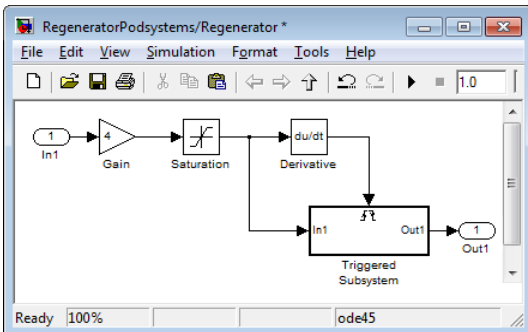 RegeneratorPodsystems/Regenerator *
File Edit View Simulation Format Tools Help
1.0
1
In1
4
Gain
Saturation
du/dt
Derivative
In1
Out1
Triggered
Subsystem
1
Out1
Ready 100% ode45